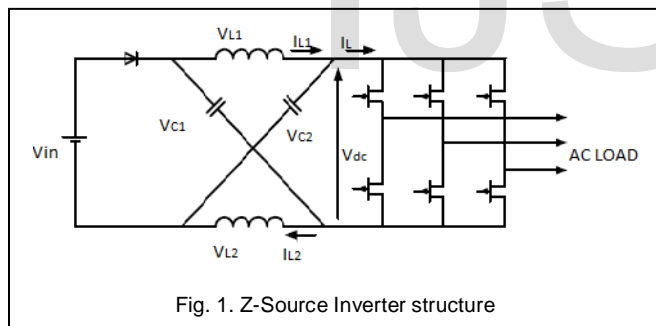 VL1
IL1
IL
VC1
VC2
Vin
Vdc
AC LOAD
VL2
IL2
Fig. 1. Z-Source Inverter structure